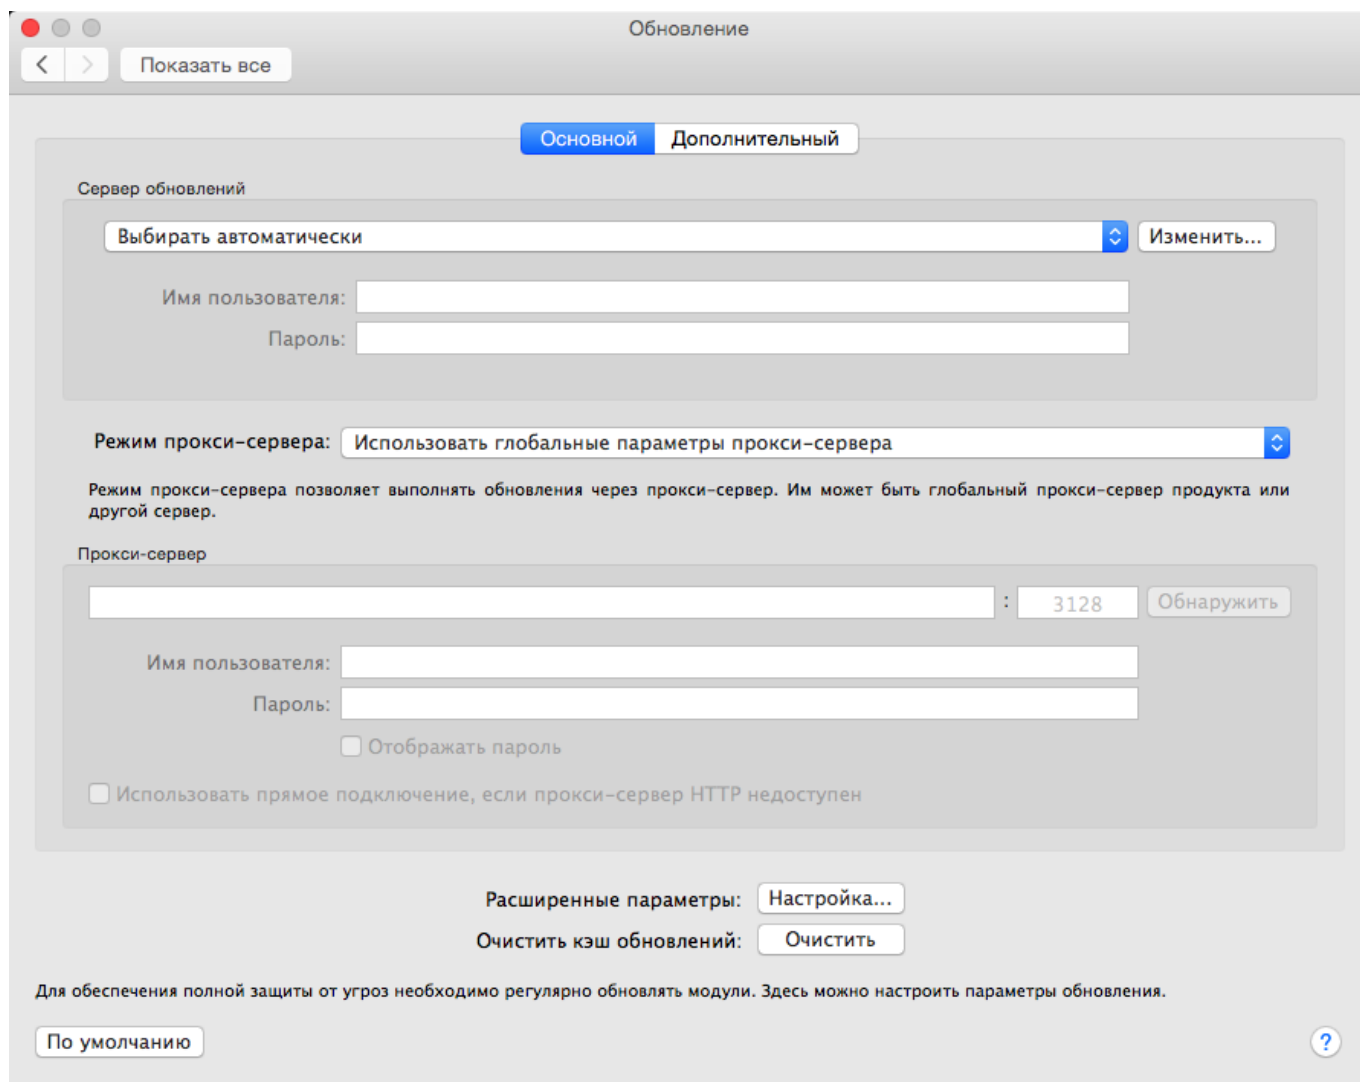 Обновление
Показать все
Основной Дополнительный
Сервер обновлений
Выбирать автоматически Изменить...
Имя пользователя:
Пароль:
Режим прокси-сервера: Использовать глобальные параметры прокси-сервера
Режим прокси-сервера позволяет выполнять обновления через прокси-сервер. Им может быть глобальный прокси-сервер продукта или
другой сервер.
Прокси-сервер
: 3128 Обнаружить
Имя пользователя:
Пароль:
Отображать пароль
Использовать прямое подключение, если прокси-сервер HTTP недоступен
Расширенные параметры: Настройка...
Очистить кэш обновлений: Очистить
Для обеспечения полной защиты от угроз необходимо регулярно обновлять модули. Здесь можно настроить параметры обновления.
По умолчанию ?